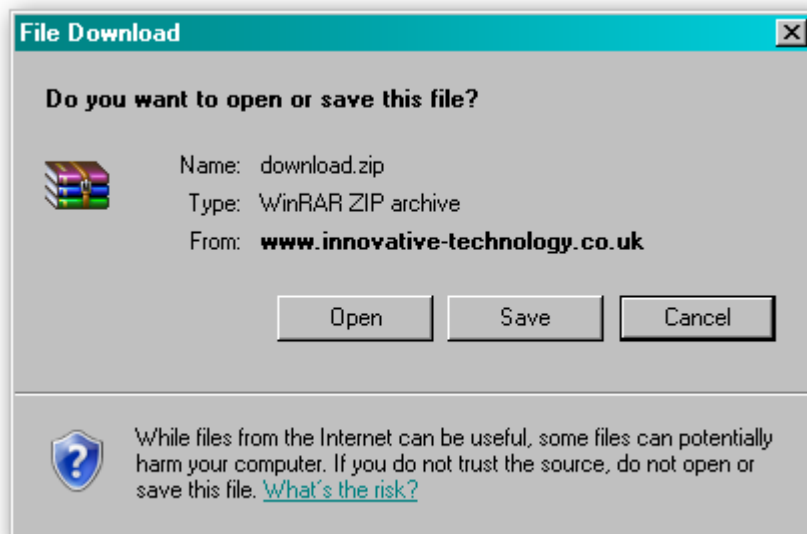 File Download
Do you want to open or save this file?
Name: download.zip
Type: WinRAR ZIP archive
From: www.innovative-technology.co.uk
Open Save Cancel
While files from the Internet can be useful, some files can potentially
harm your computer. If you do not trust the source, do not open or
save this file. What's the risk?